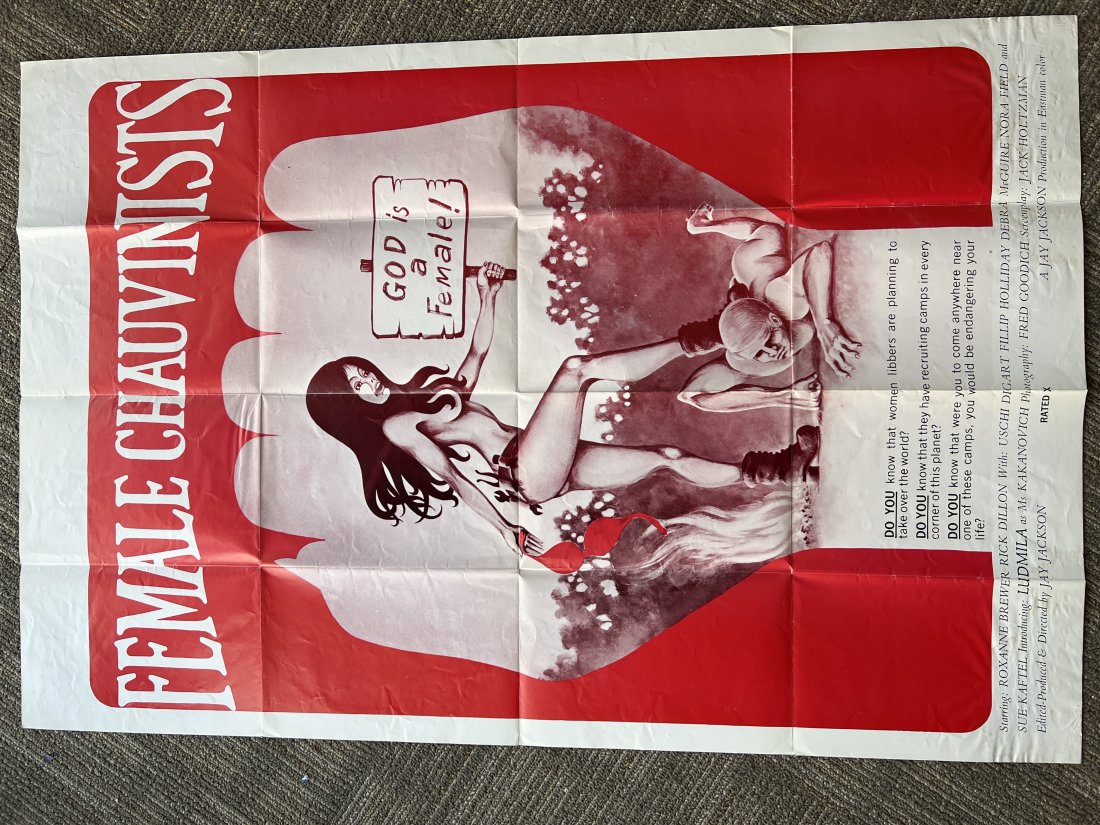 FEMALE CHAUVINISTS
GOD is
a
Female!
DO YOU know that women libbers are planning to
take over the world?
DO YOU know that they have recruiting camps in every
corner of this planet?
DO YOU know that were you to come anywhere near
one of these camps, you would be endangering your
life?
Starring: ROXANNE BREWER RICK DILLON With: USCHI DIGART FILLIP HOLLIDAY DEBRA McGUIRE NORA FIELD and
SUE KAFTEL Introducing: LUDMILA as Ms KAKANOVICH Photography: FRED GOODICH Screenplay: JACK HOLTZMAN
Edited-Produced & Directed by JAY JACKSON
RATED X
A JAY JACKSON Production in Eastman color